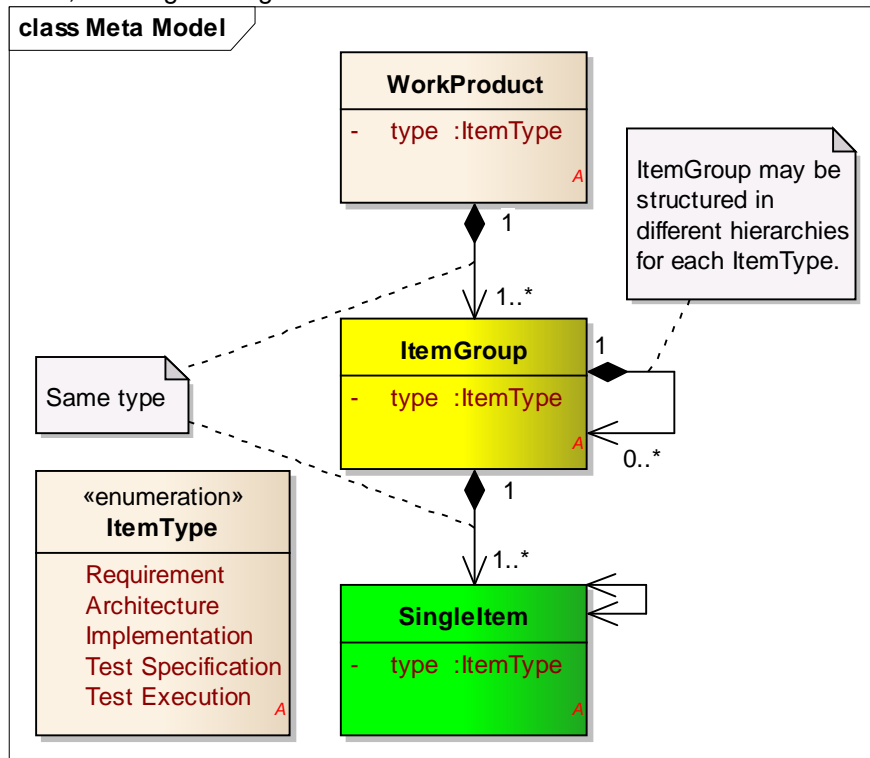 class Meta Model
WorkProduct
- type :ItemType
A
1
1..*
ItemGroup may be
structured in
different hierarchies
for each ItemType.
ItemGroup
- type :ItemType
A
1
0..*
Same type
1
1..*
«enumeration»
ItemType
Requirement
Architecture
Implementation
Test Specification
Test Execution
A
SingleItem
- type :ItemType
A